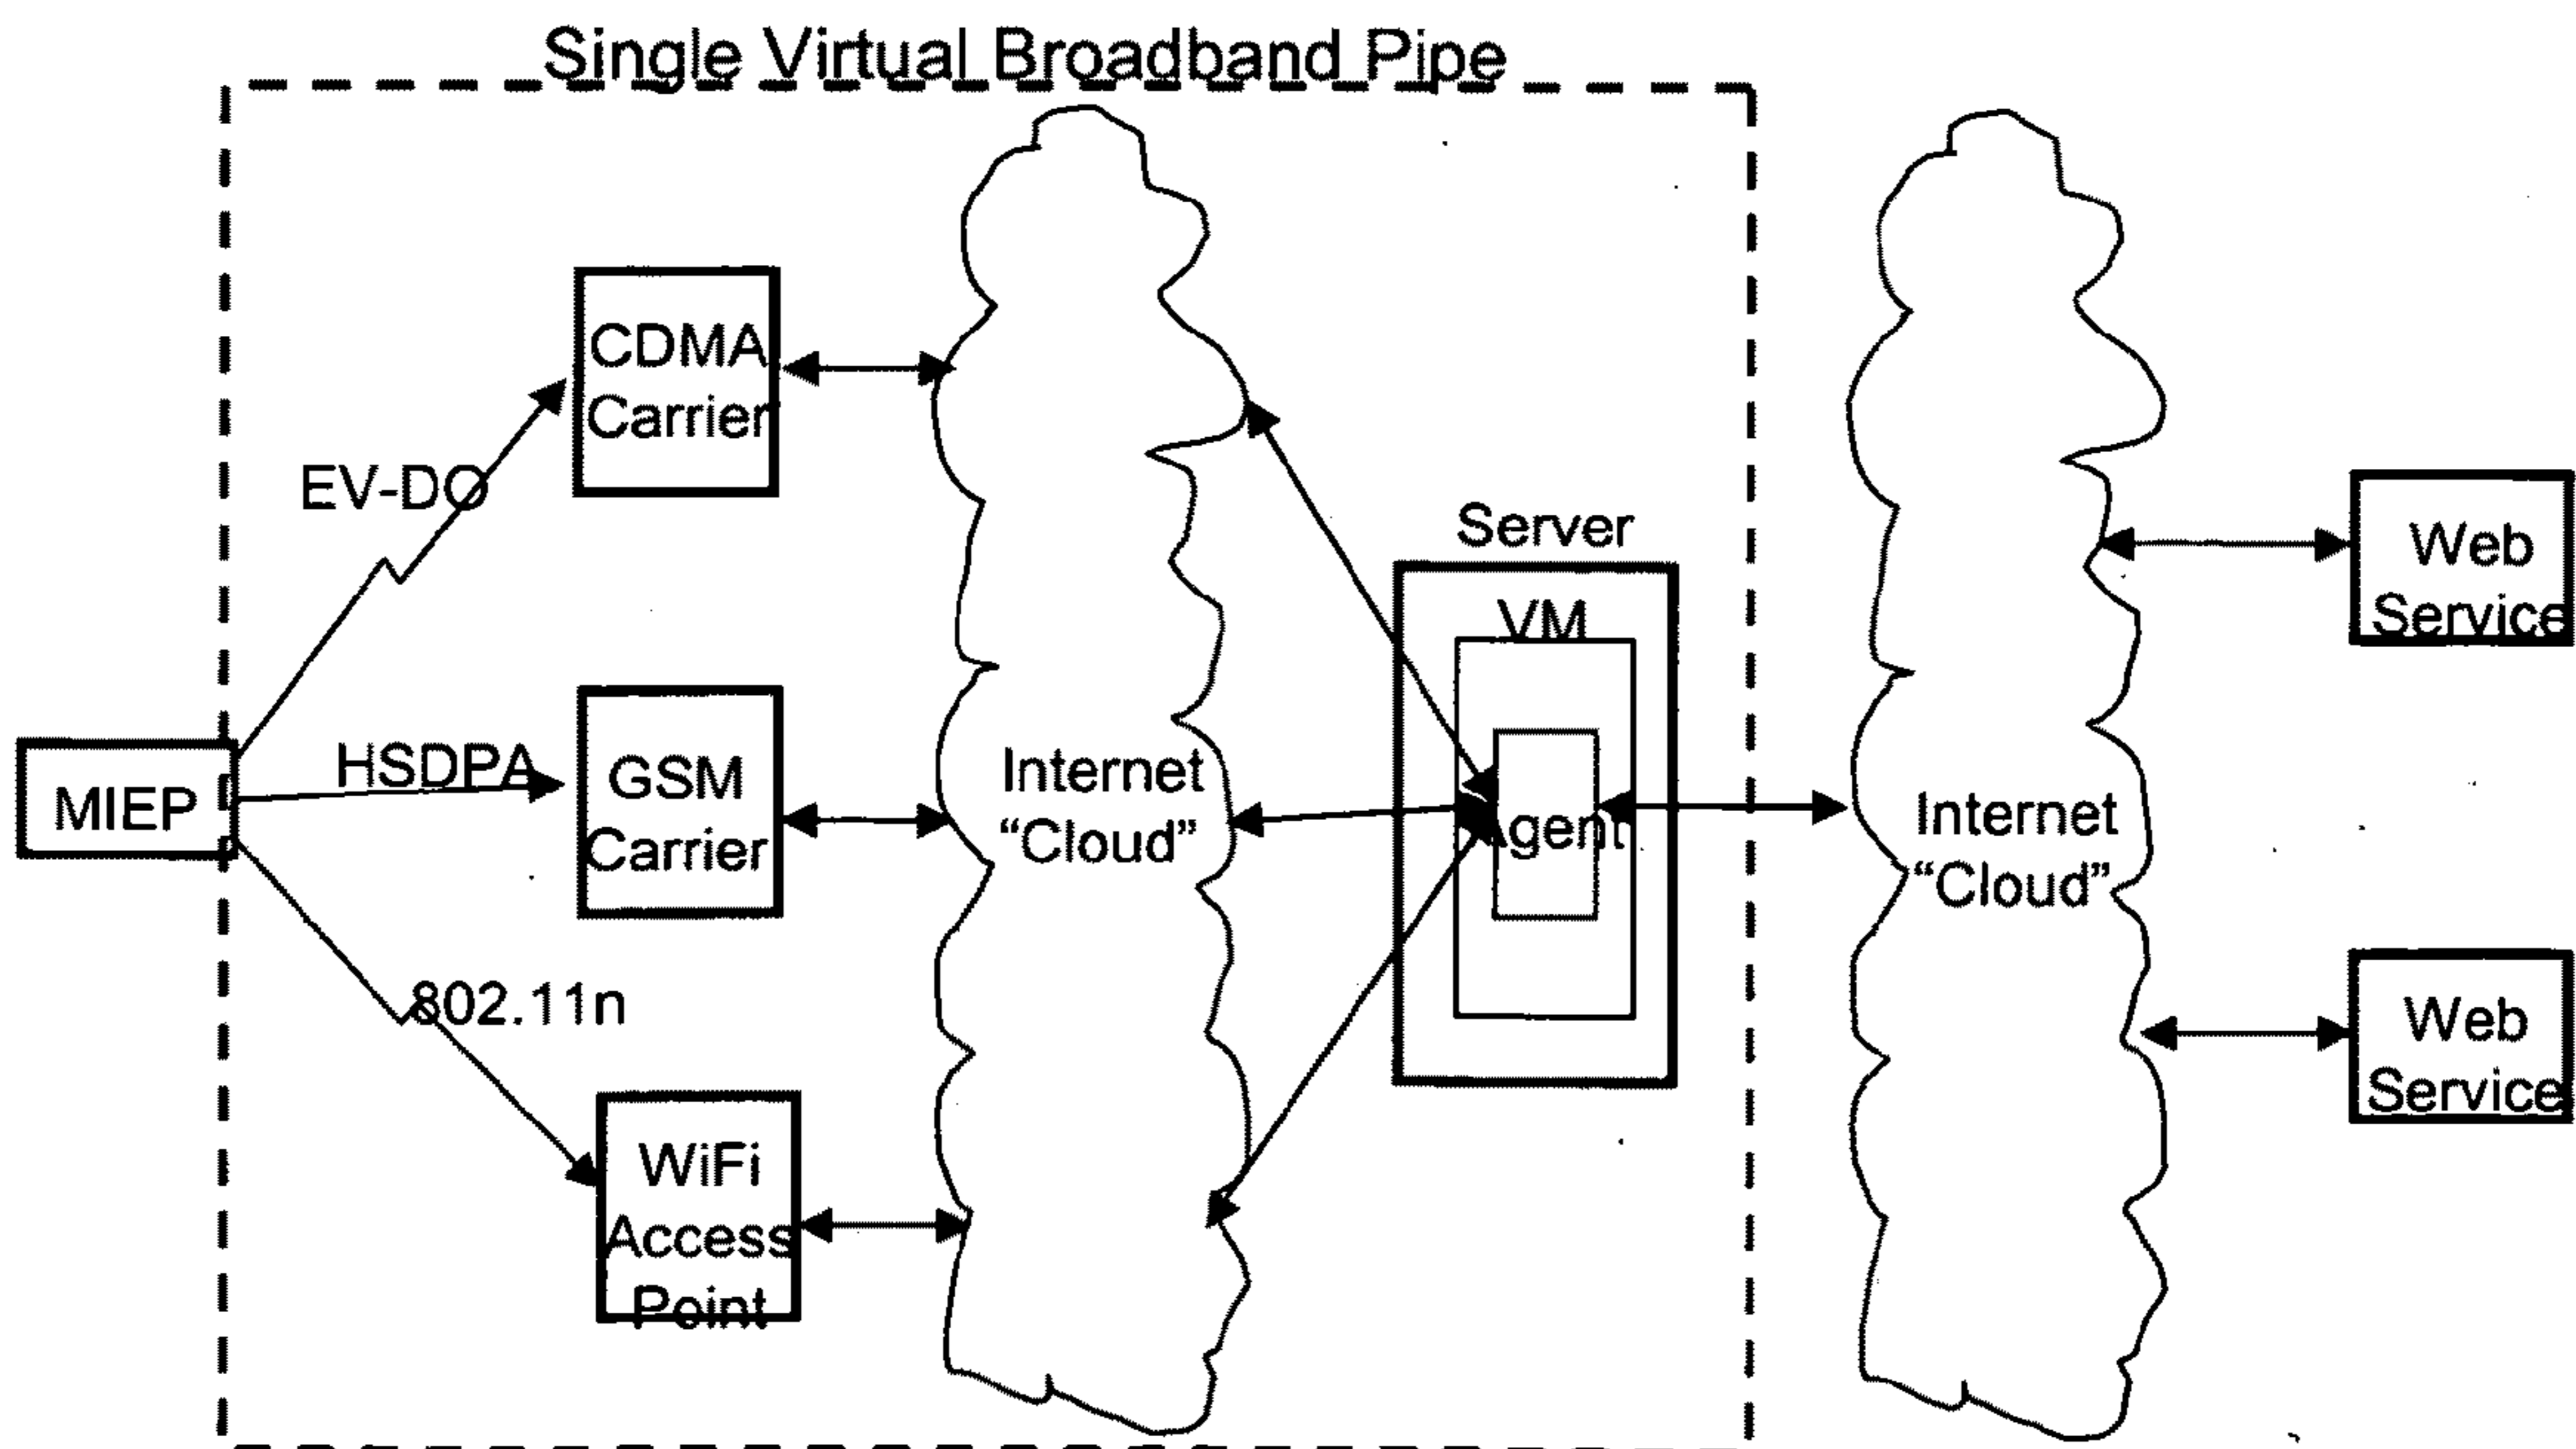 Single Virtual Broadband Pipe
CDMA
Carrier
EV-DO
Server
VM
Web
Service
MIEP
HSDPA
GSM
Carrier
Internet
“Cloud”
Agent
Internet
“Cloud”
802.11n
Web
Service
WiFi
Access
Point